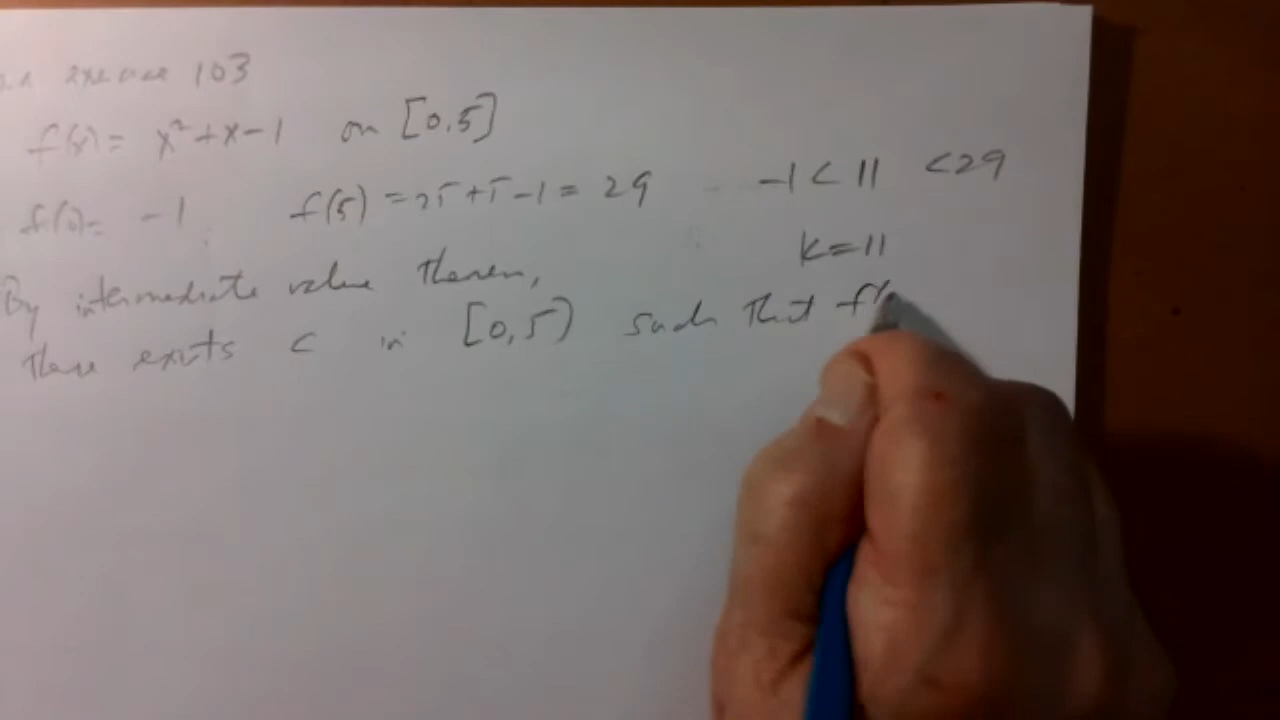 103
f(x) = x² + x - 1 on [0,5]
f(0) = -1 f(5) = 25 + 5 - 1 = 29 -1 < 11 < 29
k = 11
By intermediate value theorem,
there exists c in [0,5] such that f(